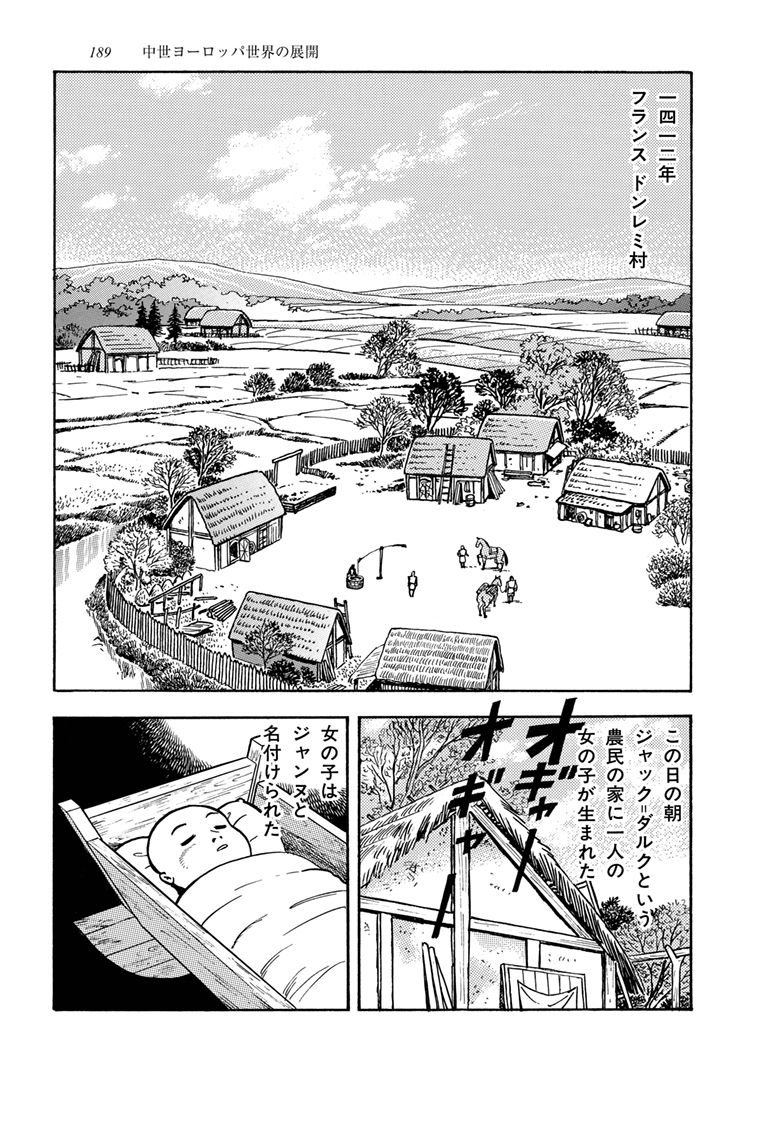 189 中世ヨーロッパ世界の展開
一四一二年
フランス ドンレミ村
この日の朝
ジャック＝ダルクという
農民の家に一人の
女の子が生まれた
オギャー
オギャー
女の子は
ジャンヌと
名付けられた